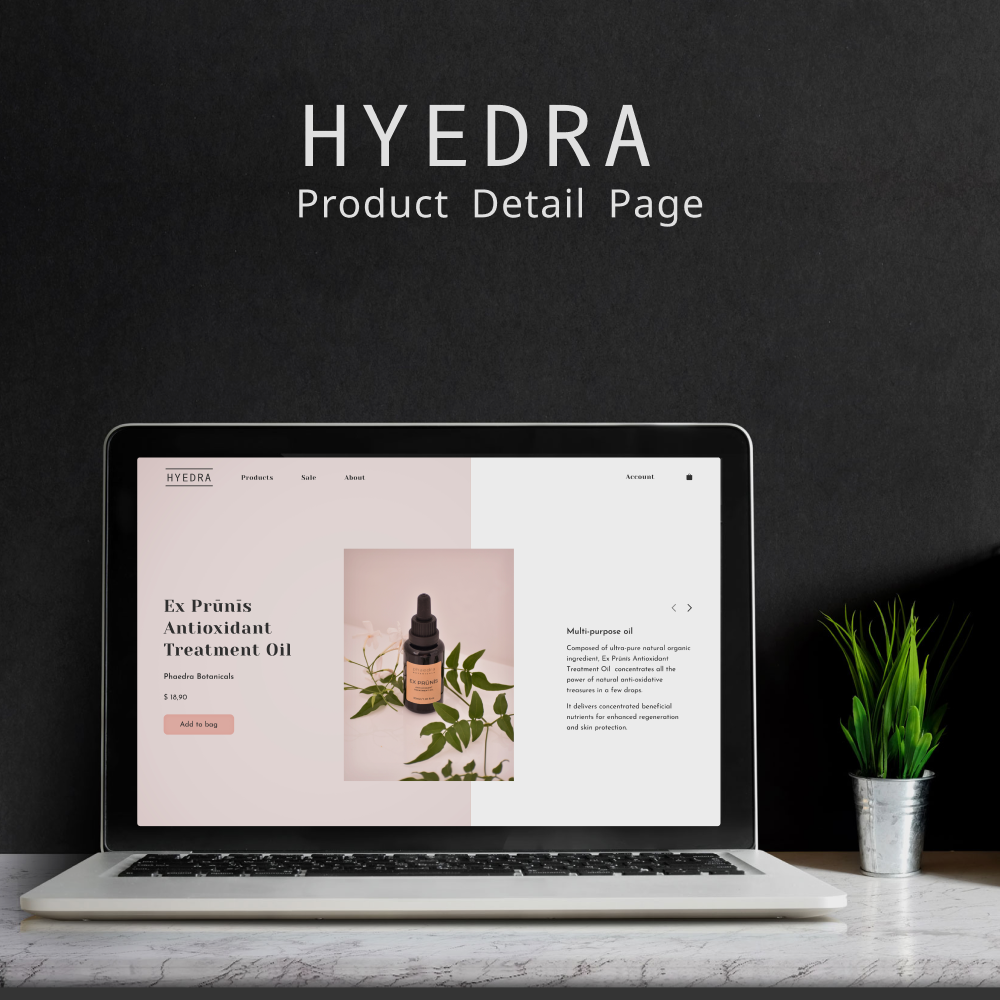 HYEDRA
Product Detail Page
HYEDRA
Products
Sale
About
Account
Ex Prūnīs
Antioxidant
Treatment Oil
Phaedra Botanicals
$ 18,90
Add to bag
EX PRŪNĪS
Multi-purpose oil
Composed of ultra-pure natural organic
ingredient, Ex Prūnīs Antioxidant
Treatment Oil concentrates all the
power of natural anti-oxidative
treasures in a few drops.
It delivers concentrated beneficial
nutrients for enhanced regeneration
and skin protection.